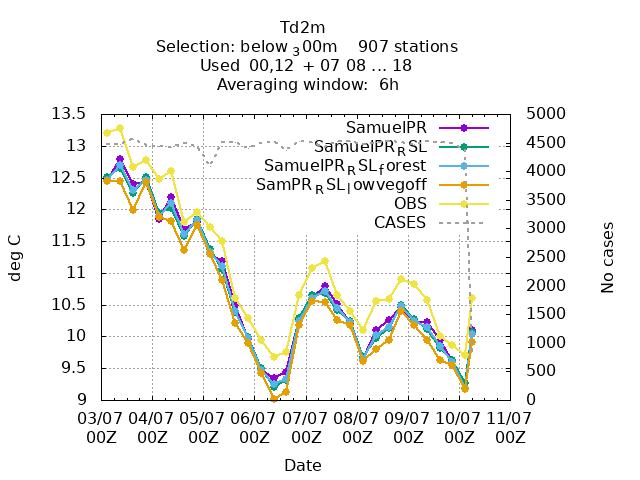 Td2m
Selection: below 300m 907 stations
Used 00,12 + 07 08 ... 18
Averaging window: 6h
13.5
13
12.5
12
11.5
11
10.5
10
9.5
9
5000
4500
4000
3500
3000
2500
2000
1500
1000
500
0
deg C
No cases
SamuelPR
SamuelPRRSL
SamuelPRRSLforest
SamPRRSLlowvegoff
OBS
CASES
03/07 04/07 05/07 06/07 07/07 08/07 09/07 10/07 11/07
00Z 00Z 00Z 00Z 00Z 00Z 00Z 00Z 00Z
Date